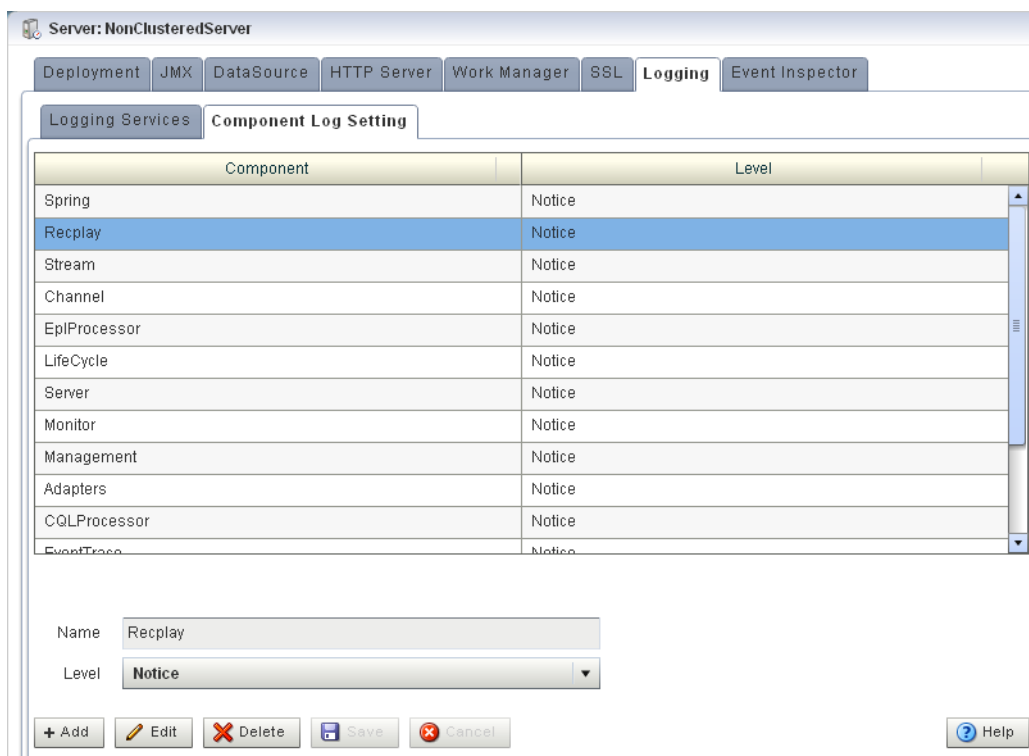 Server: NonClusteredServer
Deployment JMX DataSource HTTP Server Work Manager SSL Logging Event Inspector
Logging Services Component Log Setting
Component Level
Spring Notice
Recplay Notice
Stream Notice
Channel Notice
EplProcessor Notice
LifeCycle Notice
Server Notice
Monitor Notice
Management Notice
Adapters Notice
CQLProcessor Notice
EventTrace Notice
Name Recplay
Level Notice
+ Add Edit Delete Save Cancel ? Help